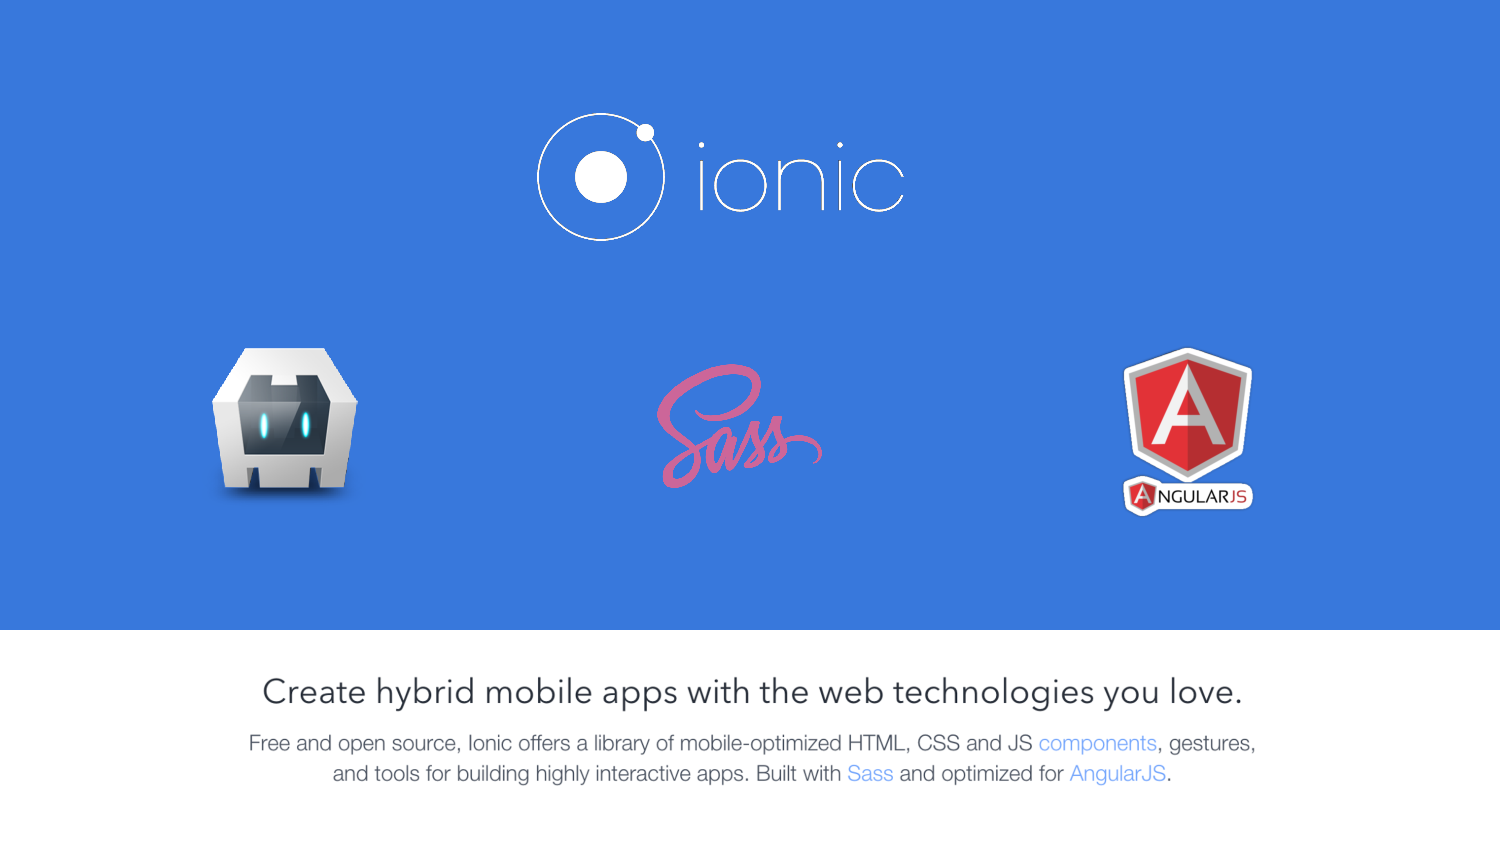 ionic
Sass
ANGULARJS
Create hybrid mobile apps with the web technologies you love.
Free and open source, Ionic offers a library of mobile-optimized HTML, CSS and JS components, gestures,
and tools for building highly interactive apps. Built with Sass and optimized for AngularJS.